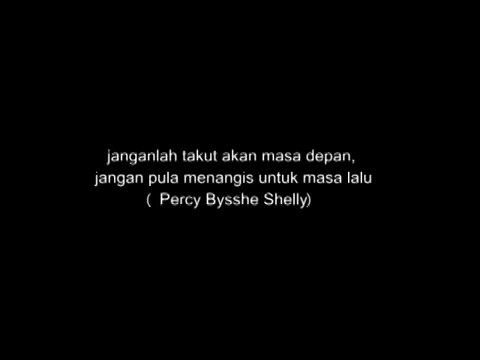 janganlah takut akan masa depan,
jangan pula menangis untuk masa lalu
( Percy Bysshe Shelly)